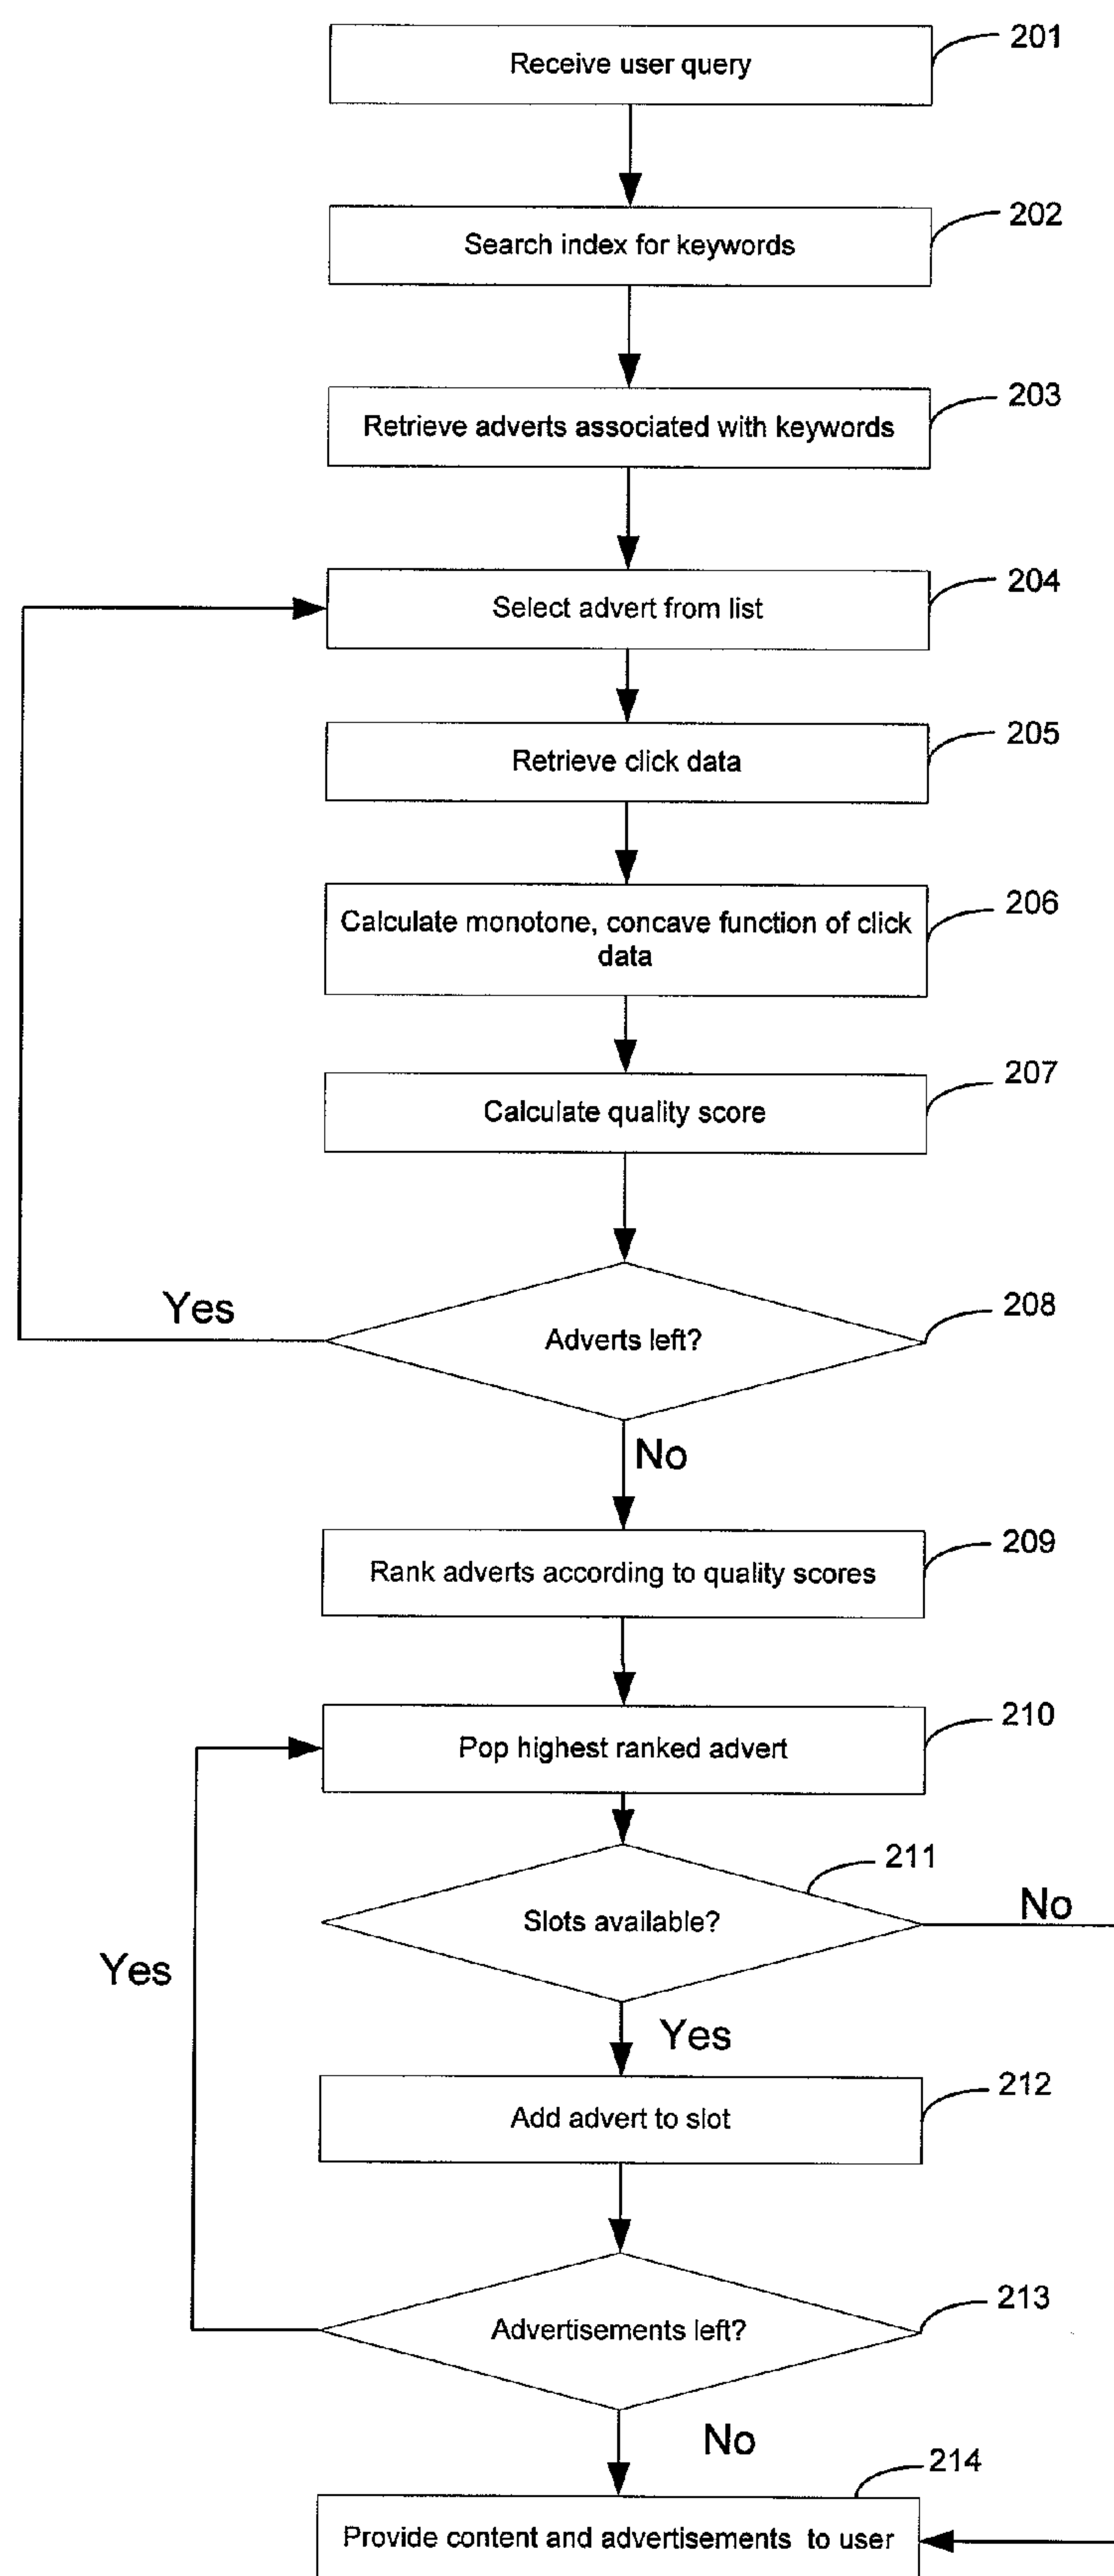 Receive user query
201
Search index for keywords
202
Retrieve adverts associated with keywords
203
Select advert from list
204
Retrieve click data
205
Calculate monotone, concave function of click
data
206
Calculate quality score
207
Adverts left?
208
Yes
No
Rank adverts according to quality scores
209
Pop highest ranked advert
210
Slots available?
211
No
Yes
Yes
Add advert to slot
212
Advertisements left?
213
No
214
Provide content and advertisements to user